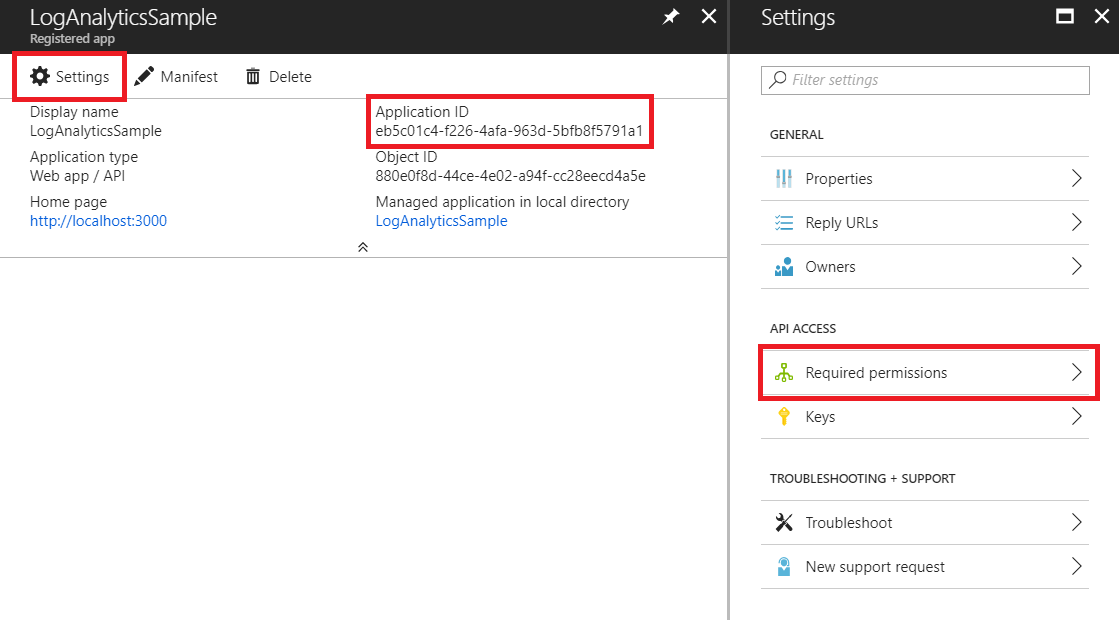 LogAnalyticsSample
Registered app
Settings
Manifest
Delete
Display name
LogAnalyticsSample
Application type
Web app / API
Home page
http://localhost:3000
Application ID
eb5c01c4-f226-4afa-963d-5bfb8f5791a1
Object ID
880e0f8d-44ce-4e02-a94f-cc28eecd4a5e
Managed application in local directory
LogAnalyticsSample
Settings
Filter settings
GENERAL
Properties
Reply URLs
Owners
API ACCESS
Required permissions
Keys
TROUBLESHOOTING + SUPPORT
Troubleshoot
New support request